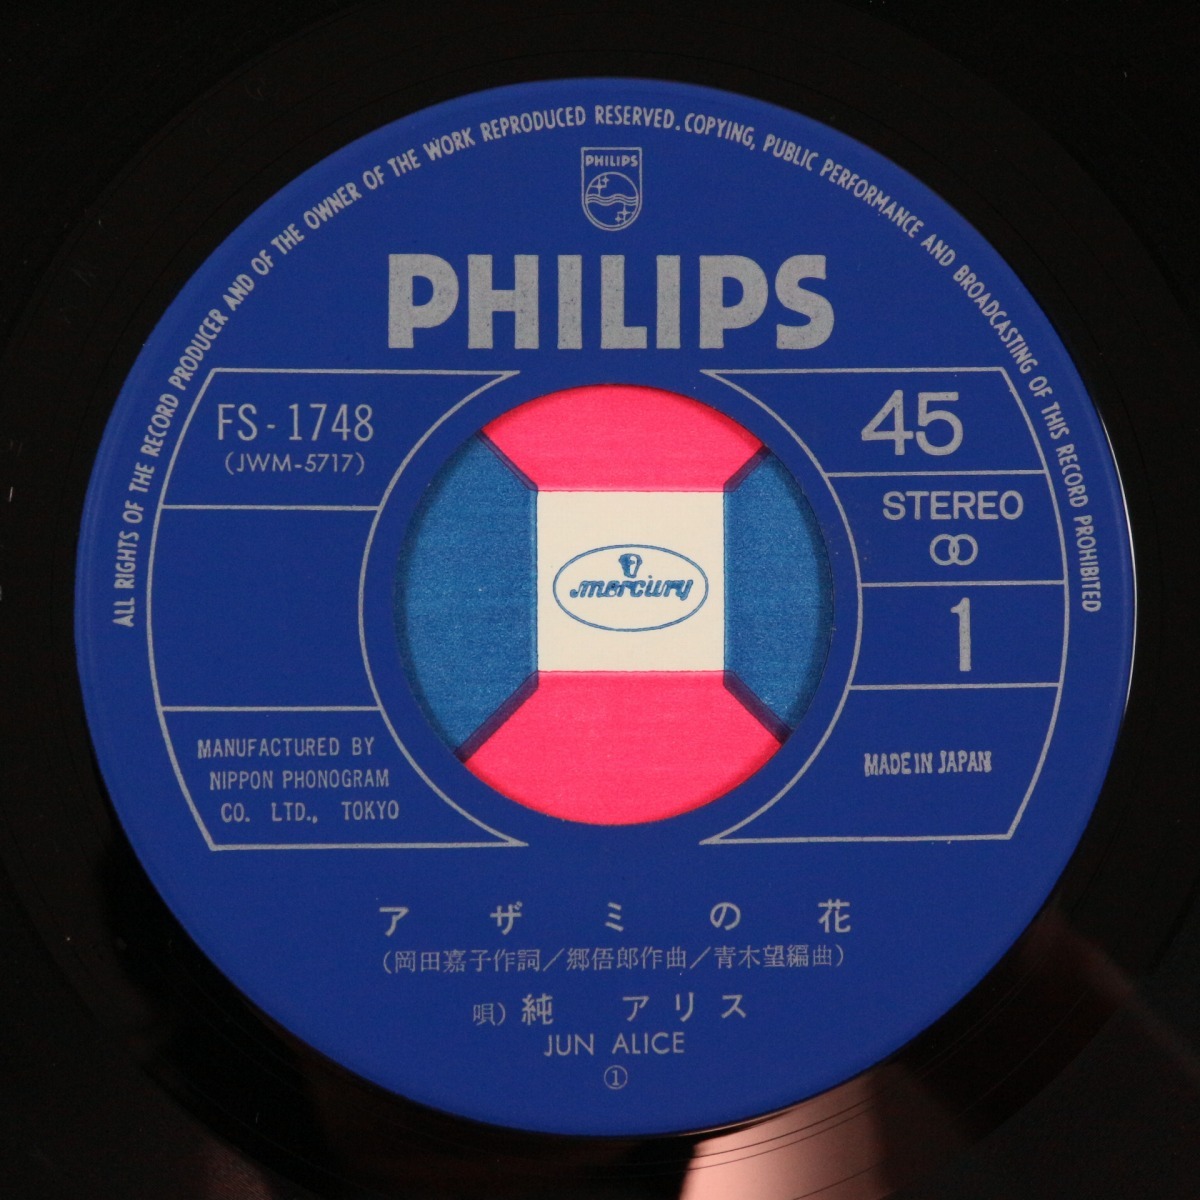 ALL RIGHTS OF THE RECORD PRODUCER AND OF THE OWNER OF THE WORK REPRODUCED RESERVED. COPYING, PUBLIC PERFORMANCE AND BROADCASTING OF THIS RECORD PROHIBITED
PHILIPS
PHILIPS
FS-1748
(JWM-5717)
45
STEREO
1
mercury
MANUFACTURED BY
NIPPON PHONOGRAM
CO. LTD., TOKYO
MADE IN JAPAN
アザミの花
(岡田嘉子作詞/郷伍郎作曲/青木望編曲)
唄) 純 アリス
JUN ALICE
①